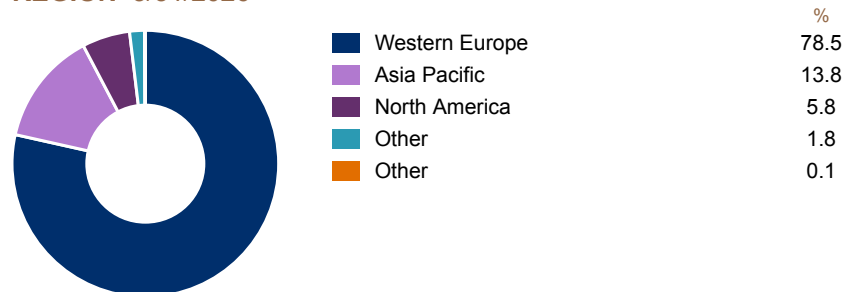 %
Western Europe 78.5
Asia Pacific 13.8
North America 5.8
Other 1.8
Other 0.1